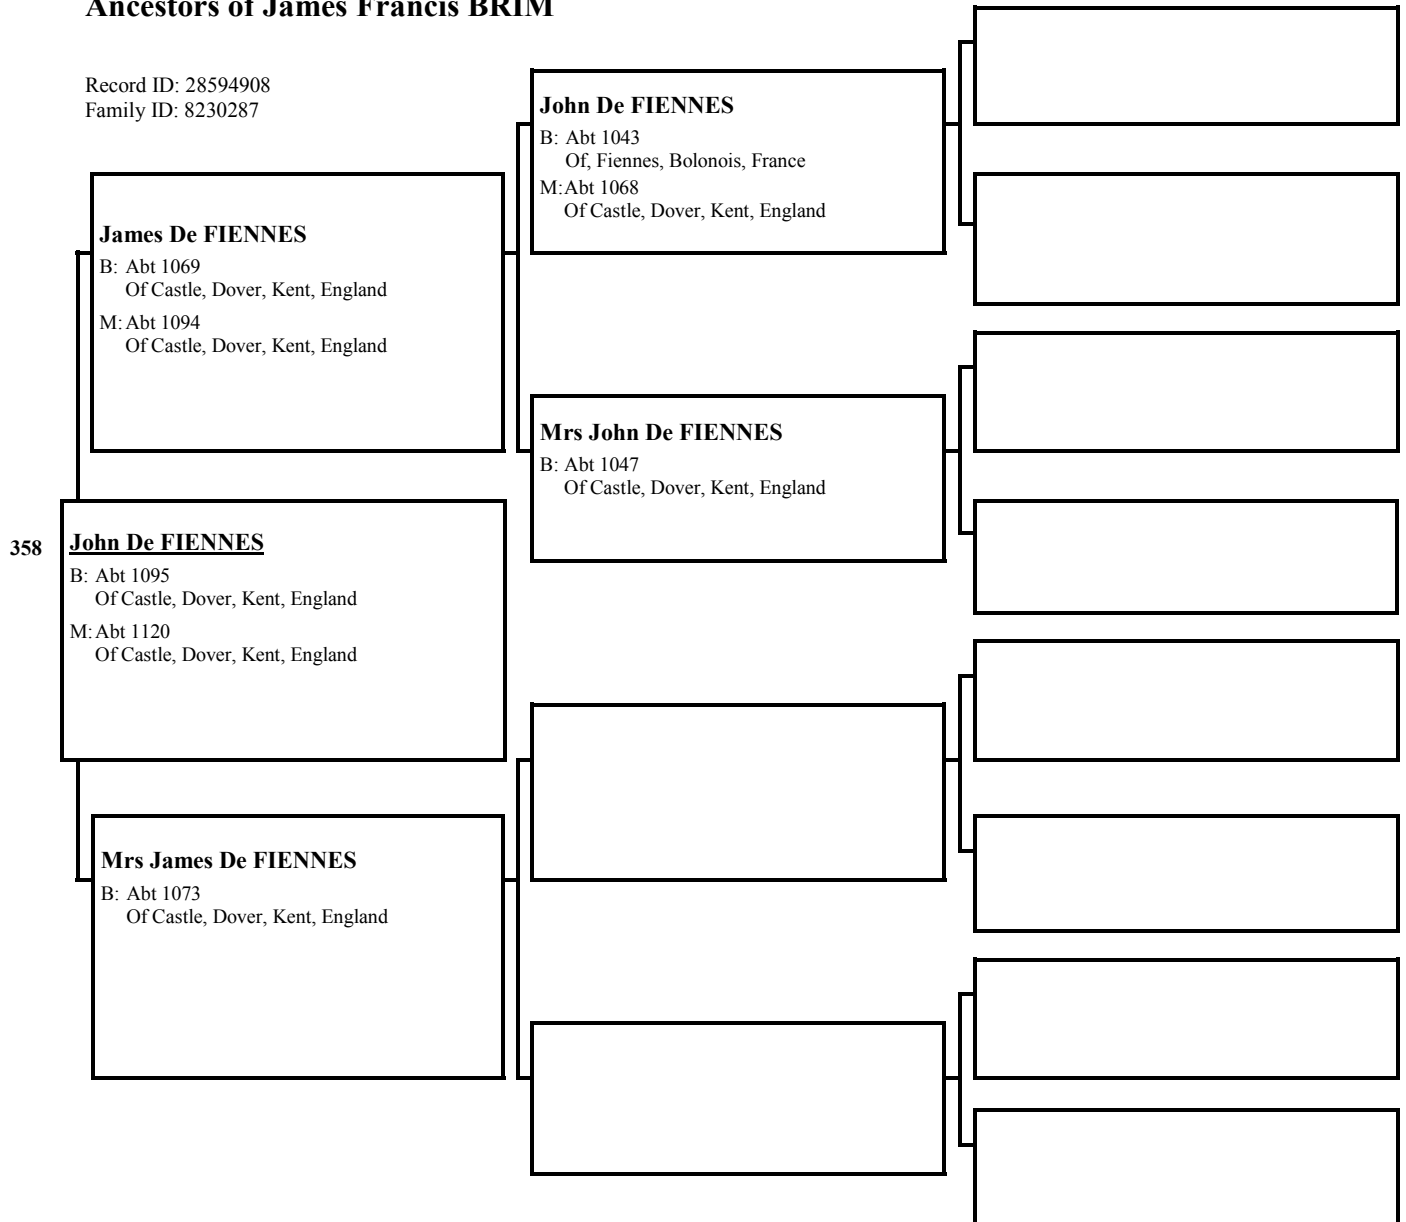 Ancestors of James Francis BRIM
Record ID: 28594908
Family ID: 8230287
John De FIENNES
B: Abt 1043
Of, Fiennes, Bolonois, France
M: Abt 1068
Of Castle, Dover, Kent, England
James De FIENNES
B: Abt 1069
Of Castle, Dover, Kent, England
M: Abt 1094
Of Castle, Dover, Kent, England
Mrs John De FIENNES
B: Abt 1047
Of Castle, Dover, Kent, England
358
John De FIENNES
B: Abt 1095
Of Castle, Dover, Kent, England
M: Abt 1120
Of Castle, Dover, Kent, England
Mrs James De FIENNES
B: Abt 1073
Of Castle, Dover, Kent, England